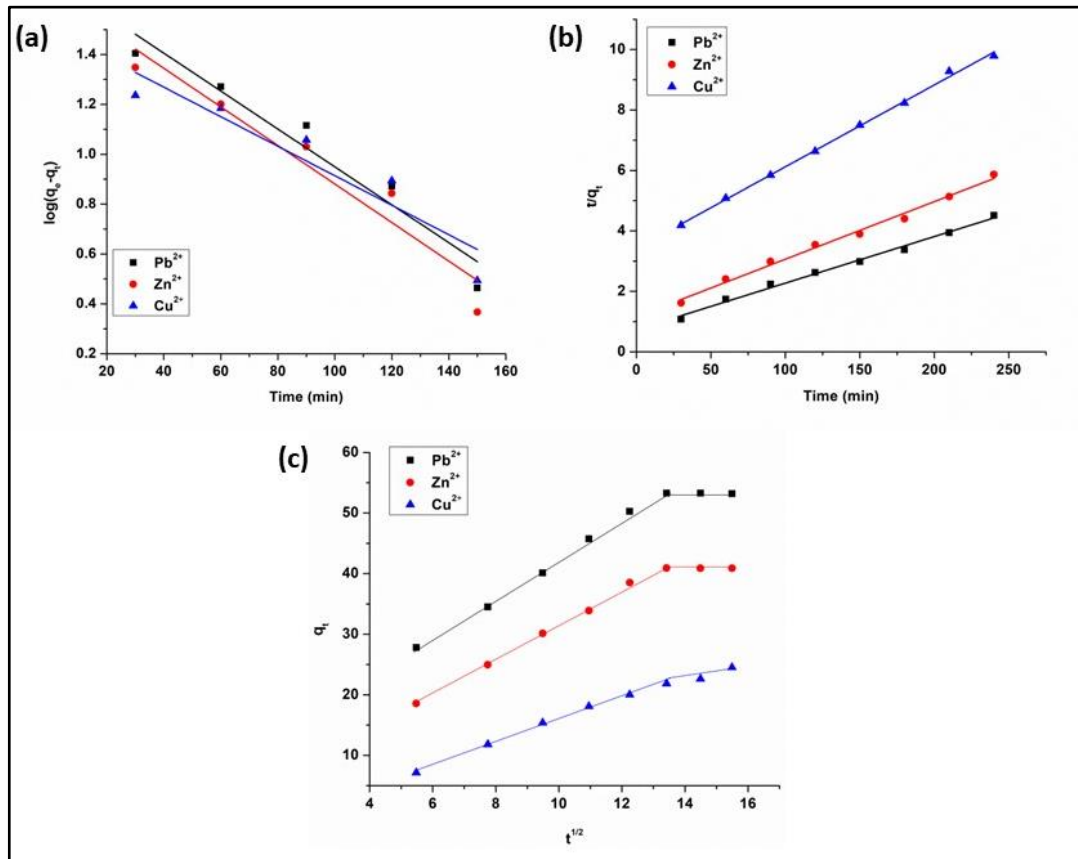 (a)
log(qₑ-qₜ)
1.4
1.2
1.0
0.8
0.6
0.4
0.2
Pb²⁺
Zn²⁺
Cu²⁺
20 40 60 80 100 120 140 160
Time (min)
(b)
t/qₜ
10
8
6
4
2
0
Pb²⁺
Zn²⁺
Cu²⁺
0 50 100 150 200 250
Time (min)
(c)
qₜ
60
50
40
30
20
10
Pb²⁺
Zn²⁺
Cu²⁺
4 6 8 10 12 14 16
t¹ᐟ²